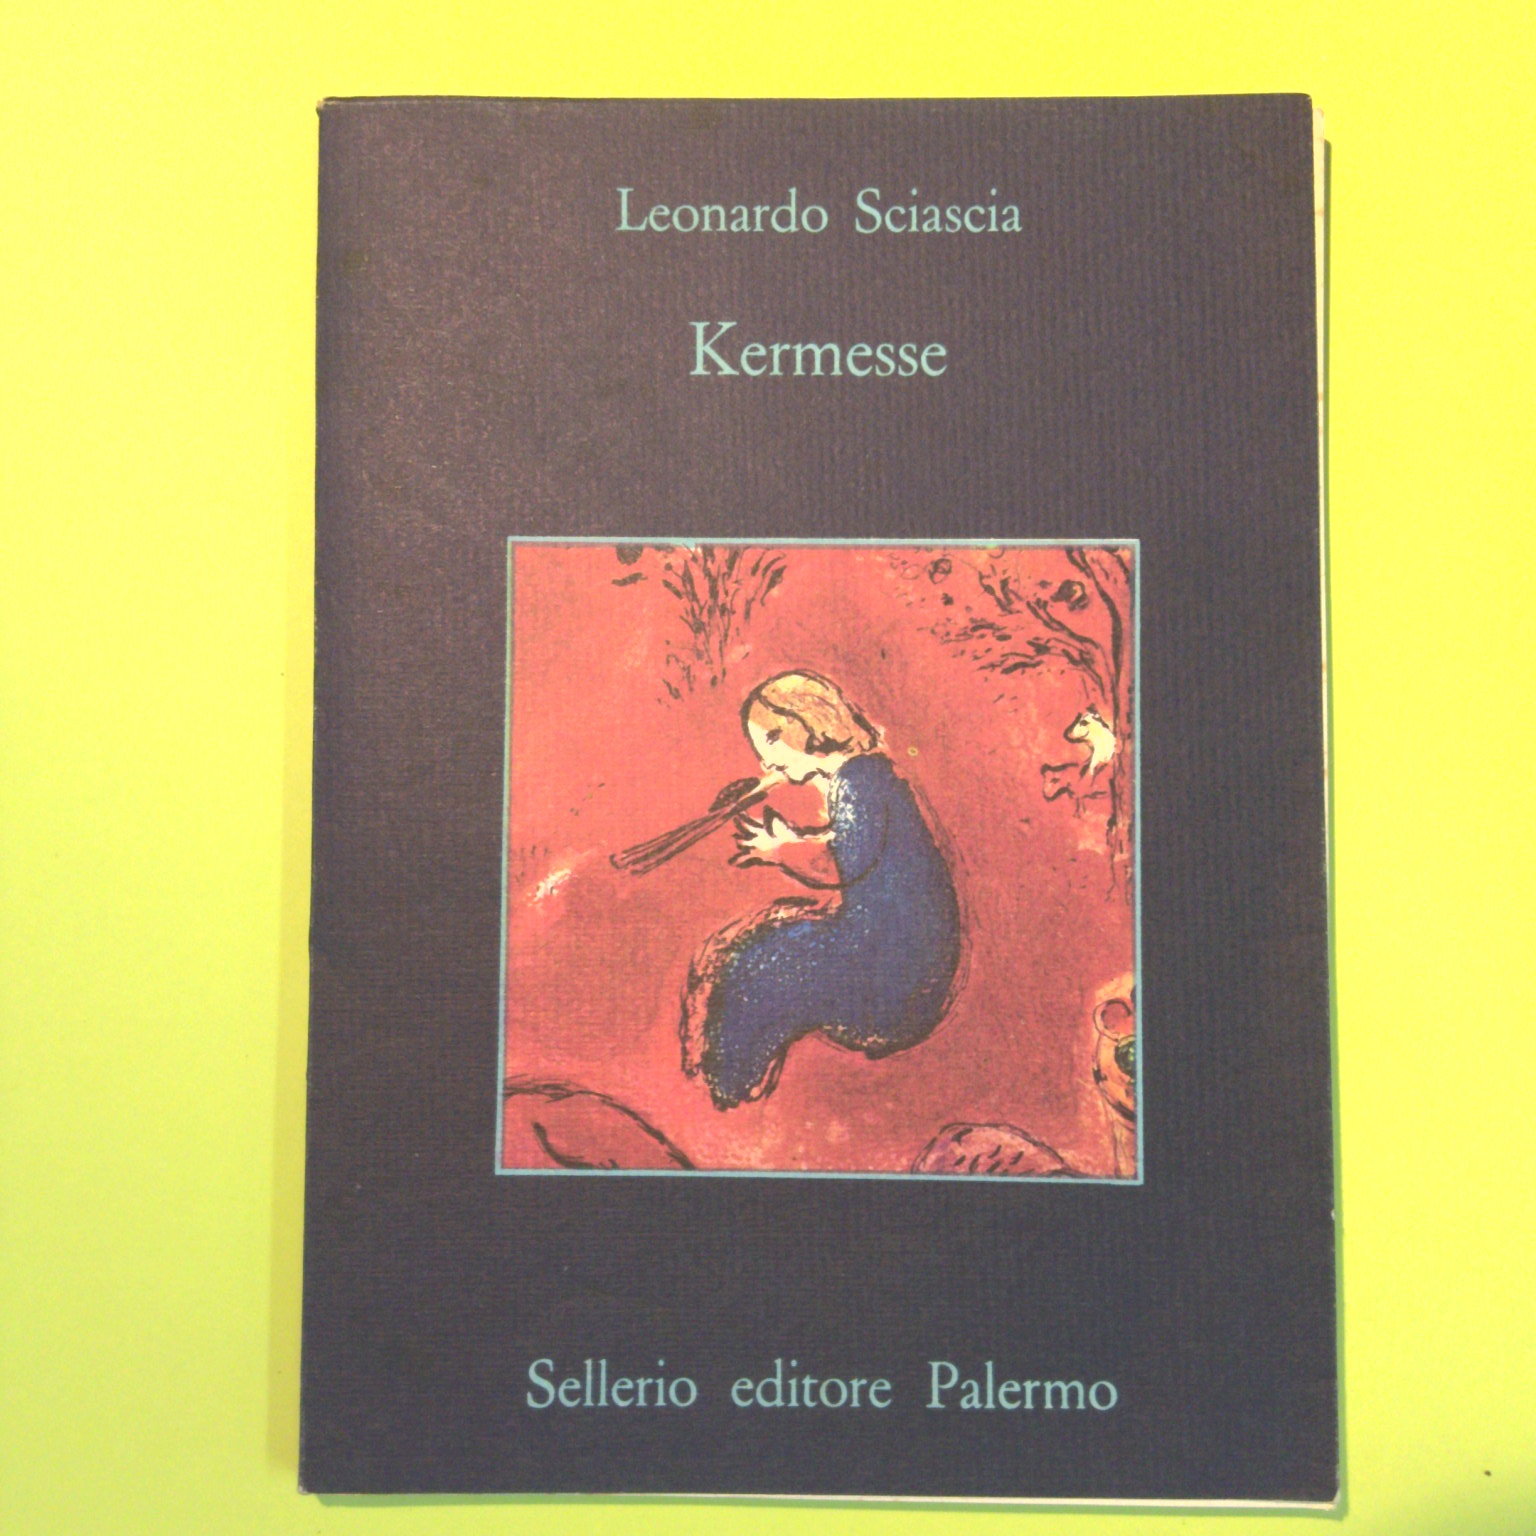 Leonardo Sciascia
Kermesse
Sellerio editore Palermo